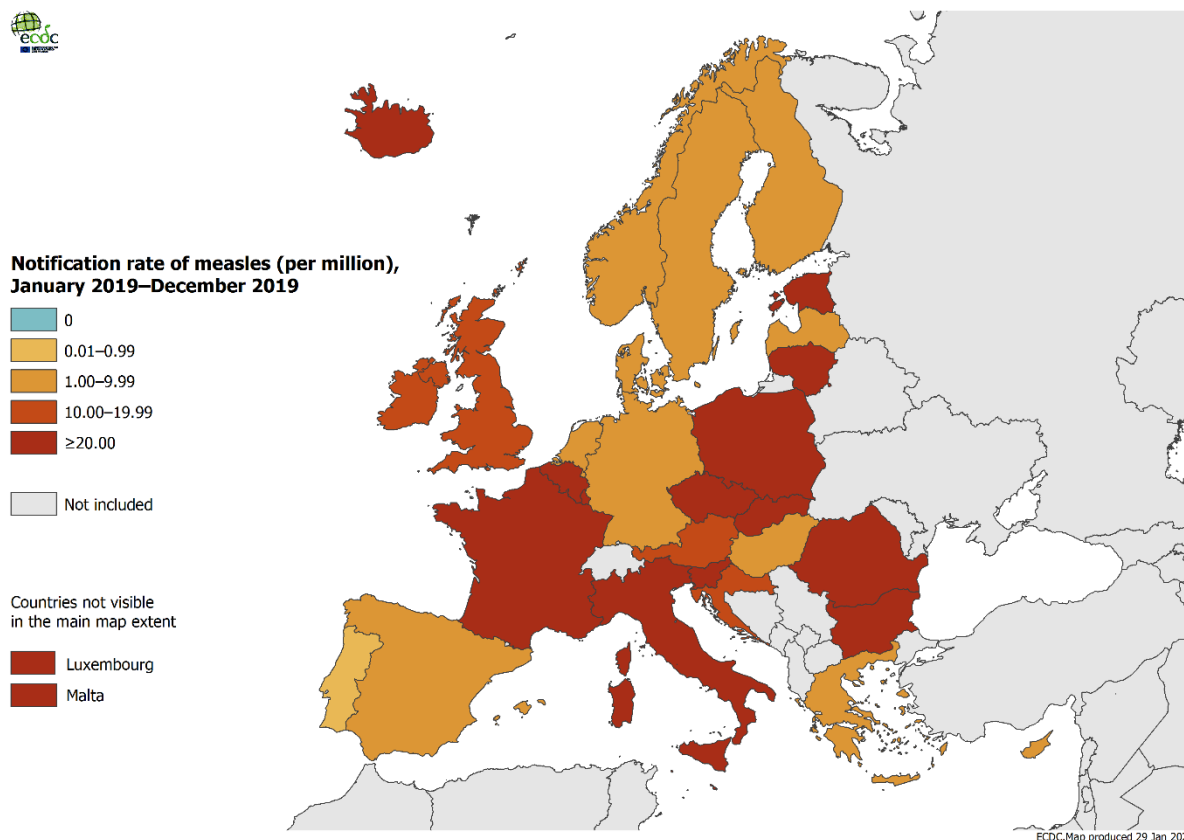 ecdc
Notification rate of measles (per million),
January 2019–December 2019
0
0.01–0.99
1.00–9.99
10.00–19.99
≥20.00
Not included
Countries not visible
in the main map extent
Luxembourg
Malta
ECDC.Map produced 29 Jan 202